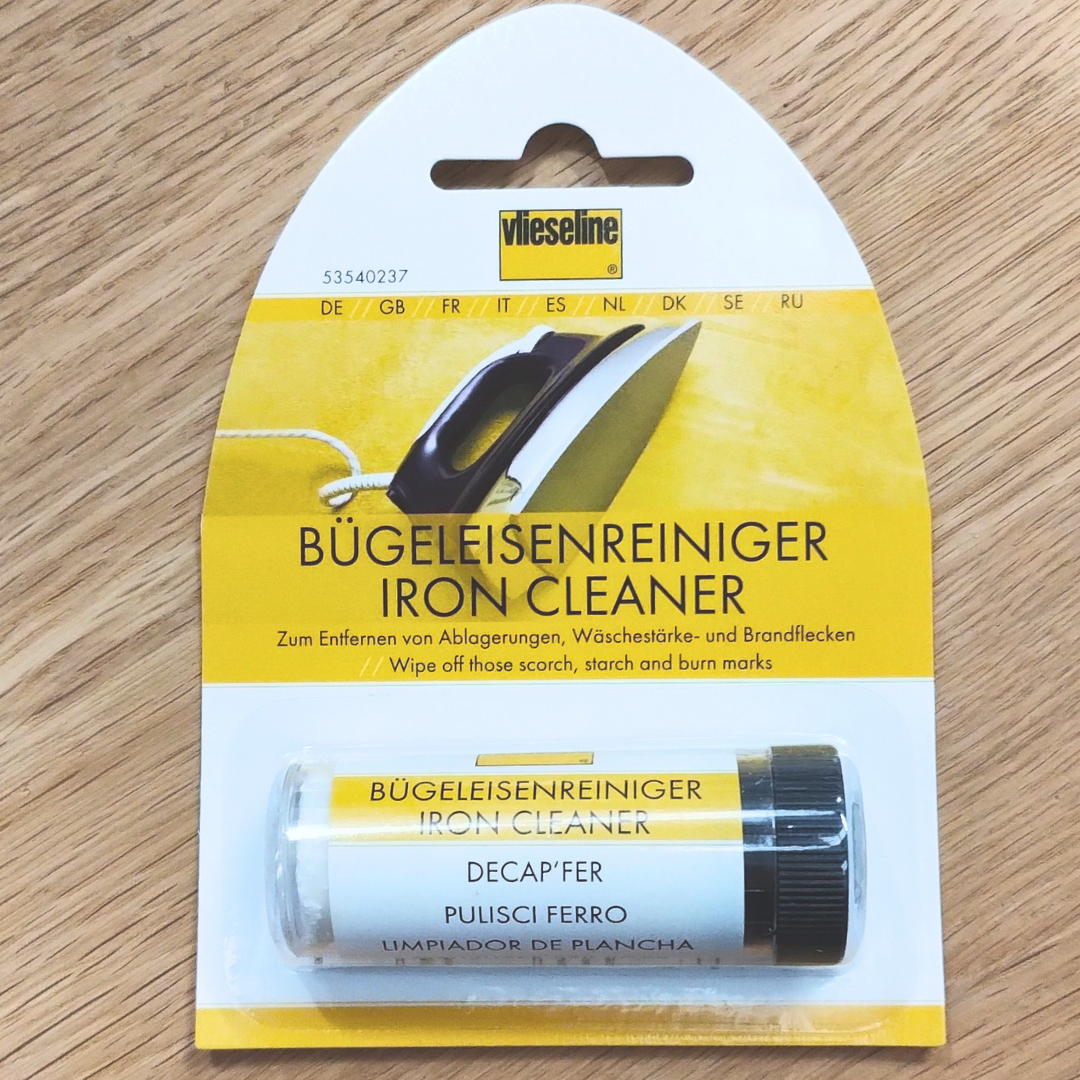 vlieseline
®
53540237
DE // GB // FR // IT // ES // NL // DK // SE // RU
BÜGELEISENREINIGER
IRON CLEANER
Zum Entfernen von Ablagerungen, Wäschestärke- und Brandflecken
// Wipe off those scorch, starch and burn marks
BÜGELEISENREINIGER
IRON CLEANER
DECAP'FER
PULISCI FERRO
LIMPIADOR DE PLANCHA